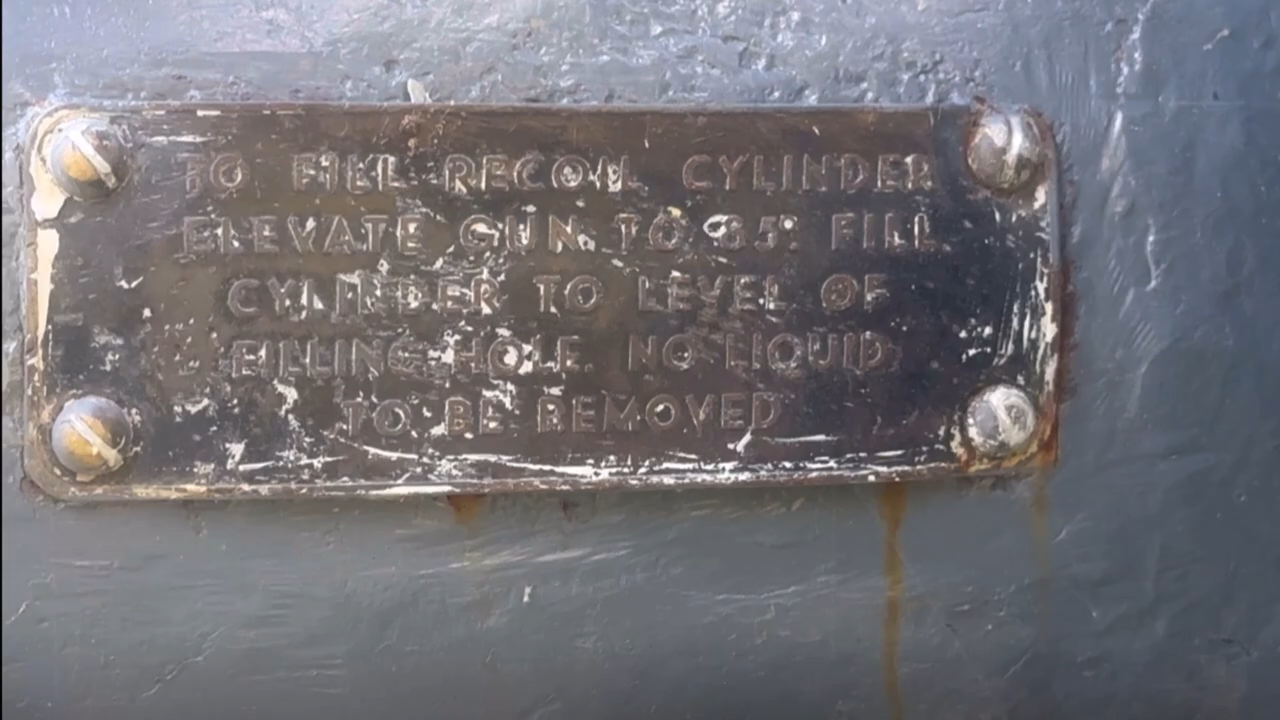 TO FILL RECOIL CYLINDER
ELEVATE GUN TO 65° FILL
CYLINDER TO LEVEL OF
FILLING HOLE. NO LIQUID
TO BE REMOVED